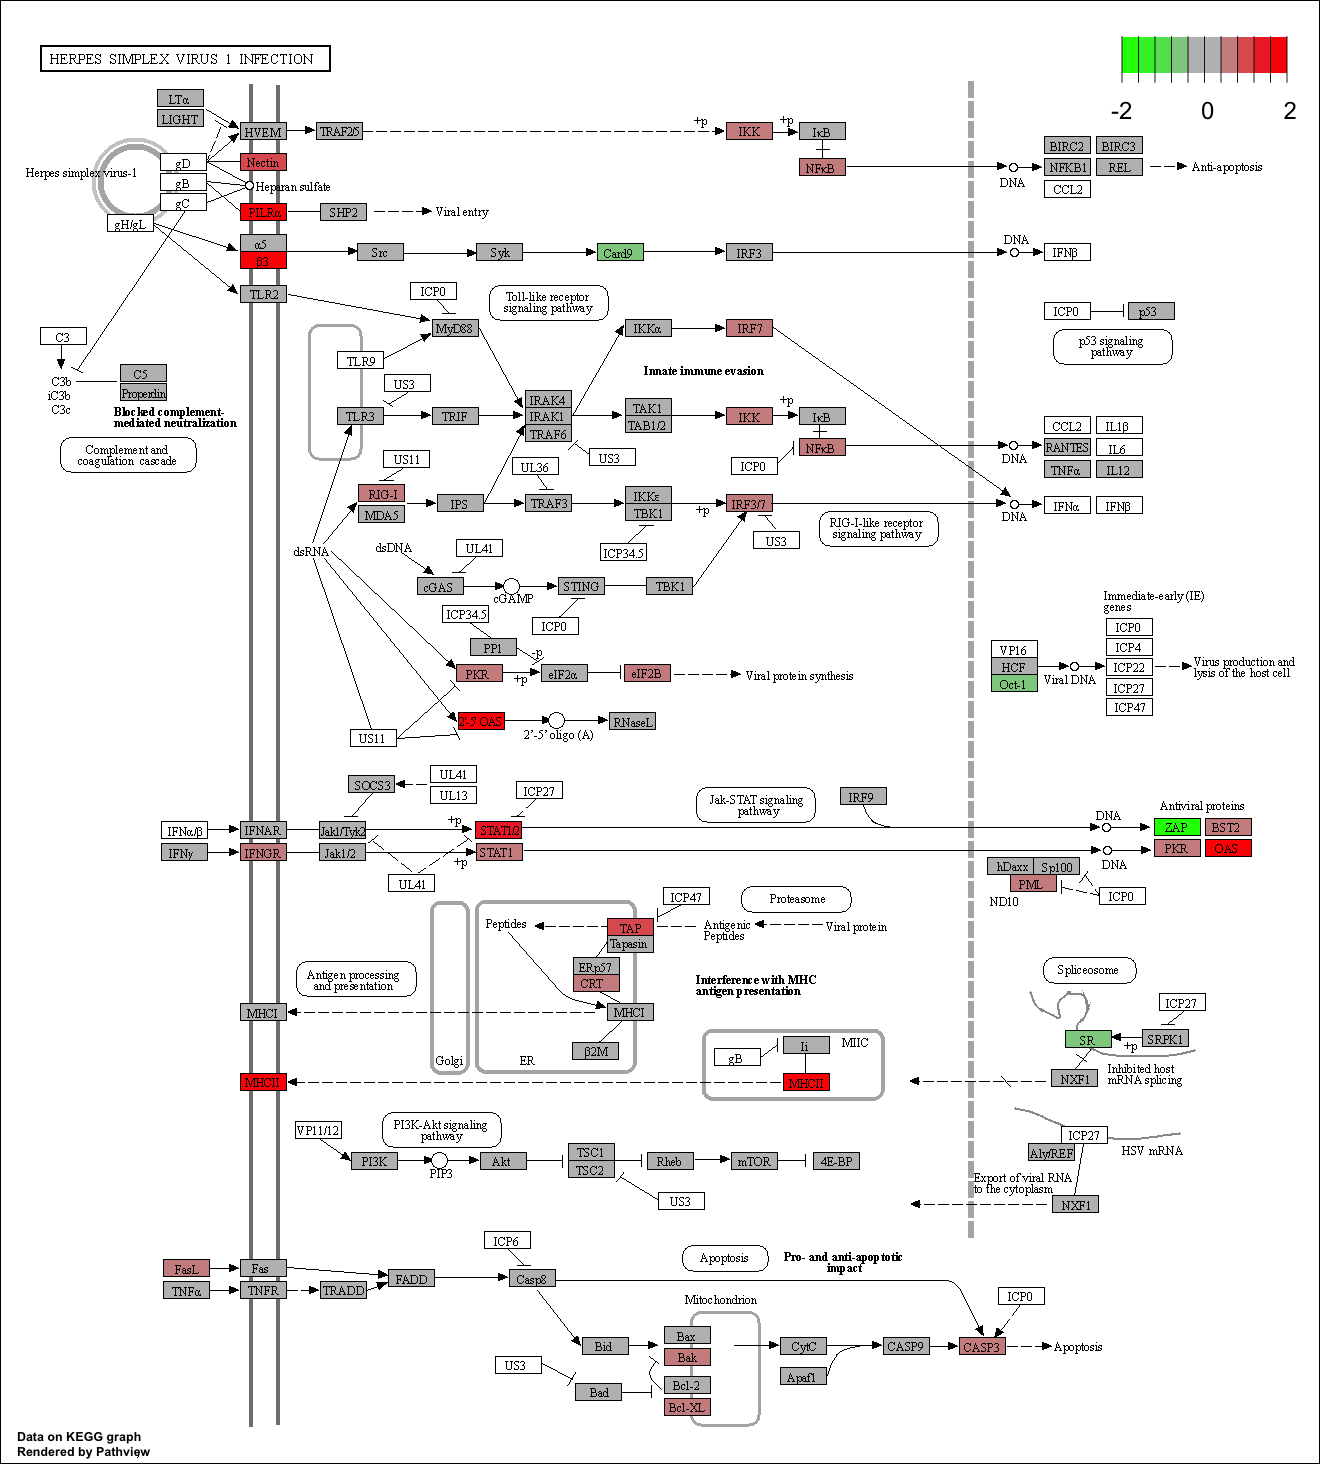 HERPES SIMPLEX VIRUS 1 INFECTION
-2 0 2
LTα
LIGHT
HVEM
TRAF2/5
+p
IKK
+p
IκB
NFκB
DNA
BIRC2 BIRC3
NFKB1 REL
CCL2
Anti-apoptosis
Herpes simplex virus-1
gD
gB
gC
gH/gL
Nectin
Heparan sulfate
PILRα
SHP2
Viral entry
α5
β3
Src
Syk
Card9
IRF3
DNA
IFNβ
TLR2
ICP0
MyD88
Toll-like receptor
signaling pathway
IKKα
IRF7
ICP0
p53
p53 signaling
pathway
C3
C3b
iC3b
C3c
C5
Properdin
Blocked complement-
mediated neutralization
Complement and
coagulation cascade
TLR9
US3
TLR3
TRIF
IRAK4
IRAK1
TRAF6
Innate immune evasion
TAK1
TAB1/2
IKK
+p
IκB
NFκB
ICP0
US3
DNA
CCL2 IL1β
RANTES IL6
TNFα IL12
US11
RIG-I
MDA5
IPS
UL36
TRAF3
IKKε
TBK1
+p
IRF3/7
ICP34.5
US3
RIG-I-like receptor
signaling pathway
DNA
IFNα IFNβ
dsRNA
dsDNA
UL41
cGAS
cGAMP
STING
TBK1
ICP0
ICP34.5
PP1
-p
PKR
+p
eIF2α
eIF2B
Viral protein synthesis
Immediate-early (IE)
genes
VP16
HCF
Oct-1
Viral DNA
ICP0
ICP4
ICP22
ICP27
ICP47
Virus production and
lysis of the host cell
2'-5' OAS
2'-5' oligo (A)
RNaseL
US11
SOCS3
UL41
UL13
ICP27
Jak-STAT signaling
pathway
IRF9
IFNα/β
IFNAR
Jak1/Tyk2
+p
STAT1/2
DNA
Antiviral proteins
ZAP BST2
IFNγ
IFNGR
Jak1/2
+p
STAT1
DNA
PKR OAS
UL41
hDaxx Sp100
PML
ND10
ICP0
ICP47
Proteasome
Peptides
TAP
Tapasin
Antigenic
Peptides
Viral protein
ERp57
CRT
Antigen processing
and presentation
Interference with MHC
antigen presentation
MHCI
MHCI
β2M
Golgi
ER
gB
Ii
MIIC
MHCII
MHCII
Spliceosome
ICP27
SR
+p
SRPK1
NXF1
Inhibited host
mRNA splicing
VP11/12
PI3K-Akt signaling
pathway
PI3K
PIP3
Akt
TSC1
TSC2
Rheb
mTOR
4E-BP
US3
ICP27
Aly/REF
HSV mRNA
Export of viral RNA
to the cytoplasm
NXF1
ICP6
Apoptosis
Pro- and anti-apoptotic
impact
FasL
Fas
FADD
Casp8
TNFα
TNFR
TRADD
Mitochondrion
ICP0
Bid
Bax
Bak
Bcl-2
Bcl-XL
CytC
Apaf1
CASP9
CASP3
Apoptosis
US3
Bad
Data on KEGG graph
Rendered by Pathview